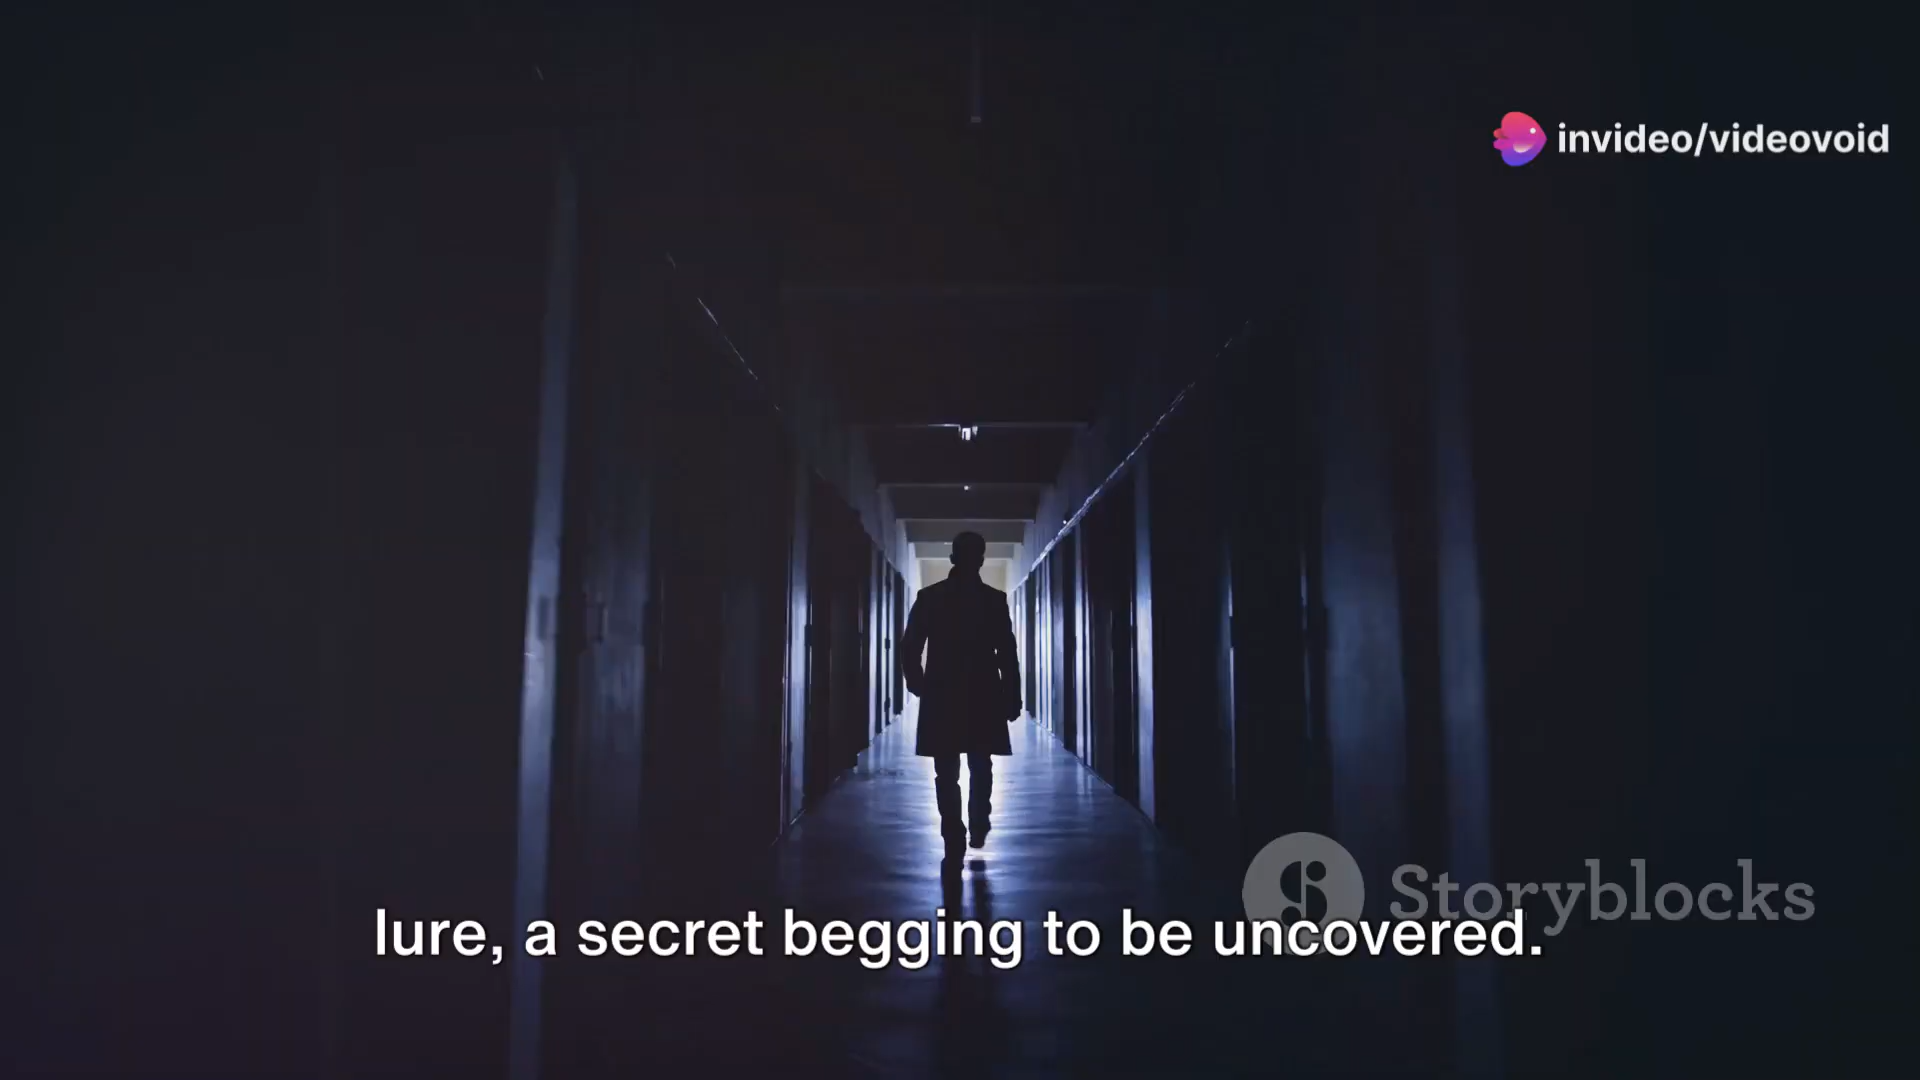 invideo/videovoid
Storyblocks
lure, a secret begging to be uncovered.